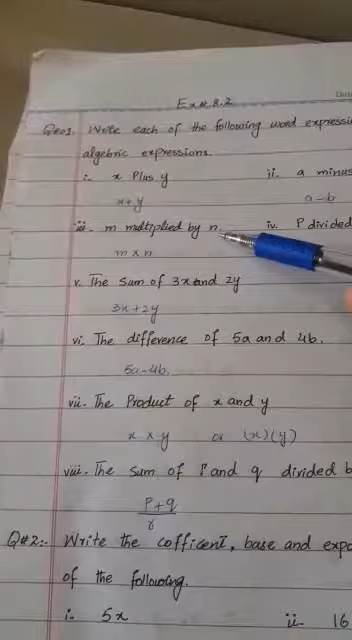 Ex# 8.2
Q#01. Write each of the following word
algebric expressions.
i. x Plus y ii. a minus
x+y a-b
iii. m multiplied by n. iv. P divided
m x n
v. The Sum of 3x and 2y
3x+2y
vi. The difference of 5a and 4b.
5a-4b.
vii. The Product of x and y
x x y or (x)(y)
viii. The Sum of P and q divided
P+q
r
Q#2:- Write the cofficent, base and
of the following.
i. 5x ii. 16